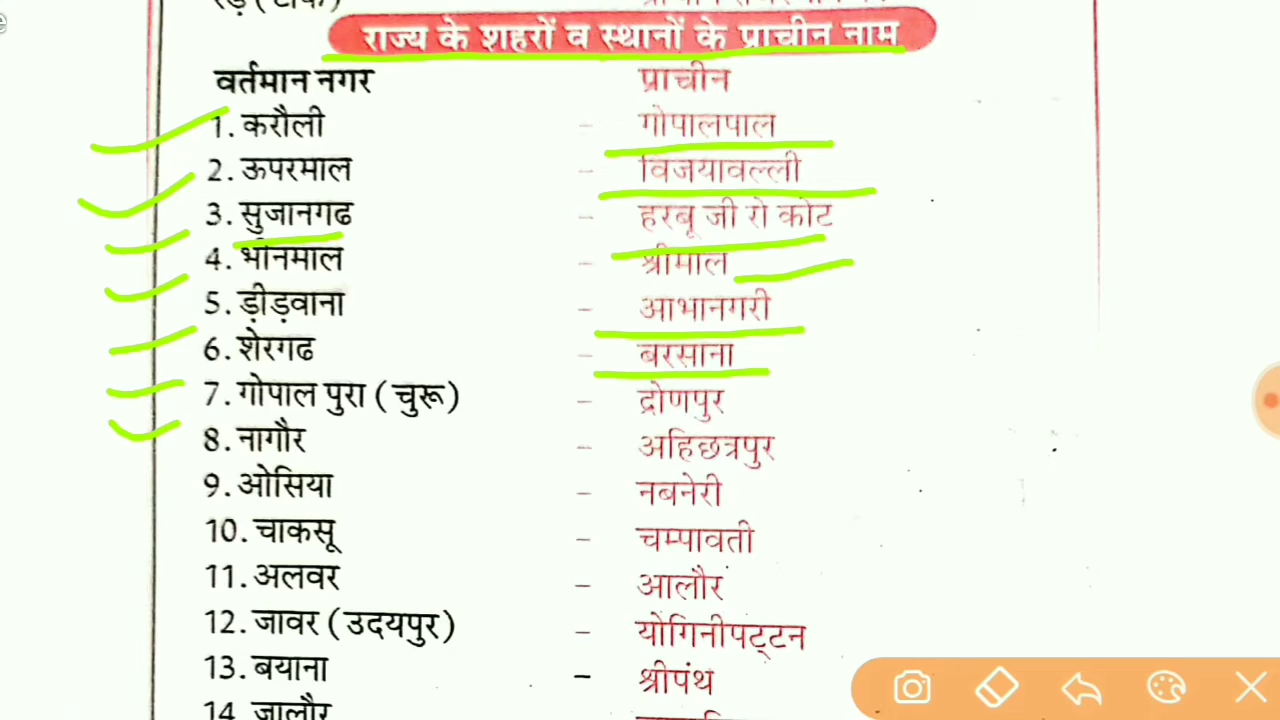 राज्य के शहरों व स्थानों के प्राचीन नाम
वर्तमान नगर प्राचीन
1. करौली - गोपालपाल
2. ऊपरमाल - विजयावल्ली
3. सुजानगढ - हरबू जी रो कोट
4. भीनमाल - श्रीमाल
5. ड़ीड़वाना - आभानगरी
6. शेरगढ - बरसाना
7. गोपाल पुरा ( चुरू ) - द्रोणपुर
8. नागौर - अहिछत्रपुर
9. ओसिया - नबनेरी
10. चाकसू - चम्पावती
11. अलवर - आलौर
12. जावर ( उदयपुर ) - योगिनीपट्टन
13. बयाना - श्रीपंथ
14. जालौर